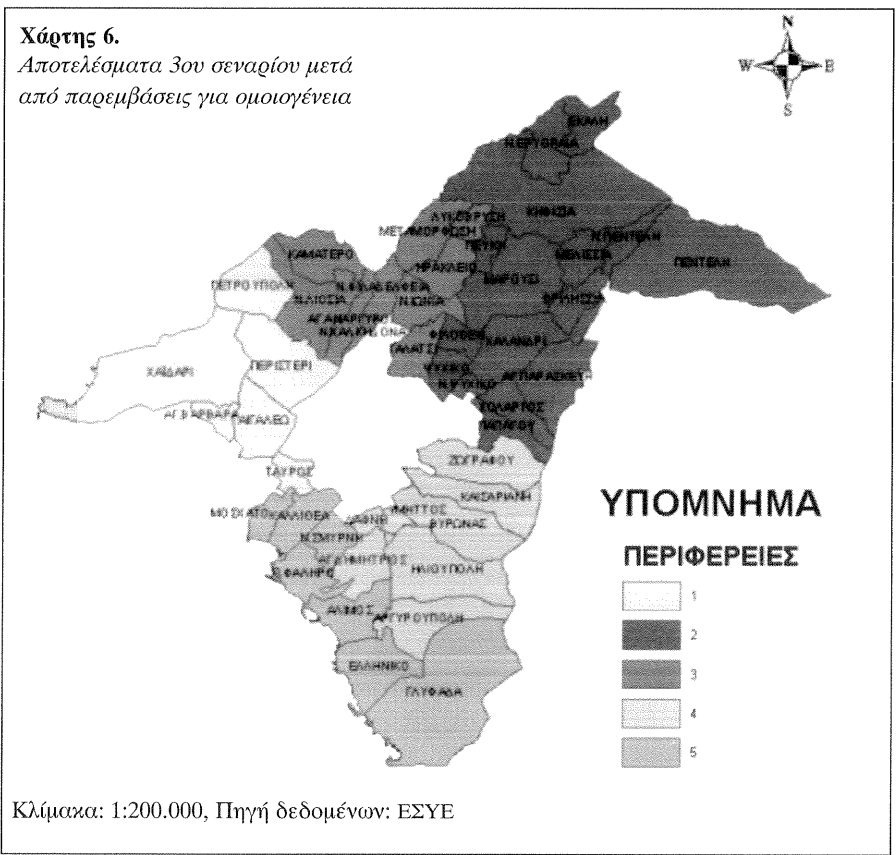 Χάρτης 6.
Αποτελέσματα 3ου σεναρίου μετά
από παρεμβάσεις για ομοιογένεια
N
W
E
S
ΕΚΑΛΗ
Ν.ΕΡΥΘΡΑΙΑ
ΚΗΦΙΣΙΑ
ΛΥΚΟΒΡΥΣΗ
ΜΕΤΑΜΟΡΦΩΣΗ
ΠΕΥΚΗ
Ν.ΠΕΝΤΕΛΗ
ΜΕΛΙΣΣΙΑ
ΠΕΝΤΕΛΗ
ΚΑΜΑΤΕΡΟ
ΗΡΑΚΛΕΙΟ
ΜΑΡΟΥΣΙ
ΠΕΤΡΟΥΠΟΛΗ
Ν.ΦΙΛΑΔΕΛΦΕΙΑ
ΒΡΙΛΗΣΣΙΑ
Ν.ΛΙΟΣΙΑ
Ν.ΙΩΝΙΑ
ΑΓ.ΑΝΑΡΓΥΡΟΙ
Ν.ΧΑΛΚΗΔΟΝΑ
ΦΙΛΟΘΕΗ
ΧΑΛΑΝΔΡΙ
ΓΑΛΑΤΣΙ
ΠΕΡΙΣΤΕΡΙ
ΨΥΧΙΚΟ
ΑΓ.ΠΑΡΑΣΚΕΥΗ
ΧΑΪΔΑΡΙ
Ν.ΨΥΧΙΚΟ
ΧΟΛΑΡΓΟΣ
ΑΓ.ΒΑΡΒΑΡΑ
ΑΙΓΑΛΕΩ
ΠΑΠΑΓΟΥ
ΖΩΓΡΑΦΟΥ
ΤΑΥΡΟΣ
ΚΑΙΣΑΡΙΑΝΗ
ΜΟΣΧΑΤΟ
ΚΑΛΛΙΘΕΑ
ΥΜΗΤΤΟΣ
ΔΑΦΝΗ
ΒΥΡΩΝΑΣ
Ν.ΣΜΥΡΝΗ
ΑΓ.ΔΗΜΗΤΡΙΟΣ
Π.ΦΑΛΗΡΟ
ΗΛΙΟΥΠΟΛΗ
ΑΛΙΜΟΣ
ΑΡΓΥΡΟΥΠΟΛΗ
ΕΛΛΗΝΙΚΟ
ΓΛΥΦΑΔΑ
ΥΠΟΜΝΗΜΑ
ΠΕΡΙΦΕΡΕΙΕΣ
1
2
3
4
5
Κλίμακα: 1:200.000, Πηγή δεδομένων: ΕΣΥΕ